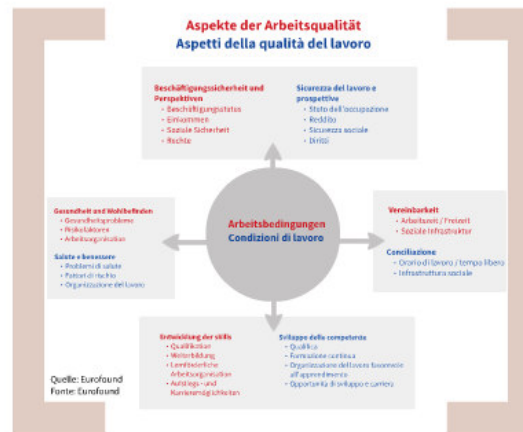 Aspekte der Arbeitsqualität
Aspetti della qualità del lavoro
Beschäftigungssicherheit und
Perspektiven
• Beschäftigungsstatus
• Einkommen
• Soziale Sicherheit
• Rechte
Sicurezza del lavoro e
prospettive
• Stato dell'occupazione
• Reddito
• Sicurezza sociale
• Diritti
Gesundheit und Wohlbefinden
• Gesundheitsprobleme
• Risikofaktoren
• Arbeitsorganisation
Salute e benessere
• Problemi di salute
• Fattori di rischio
• Organizzazione del lavoro
Arbeitsbedingungen
Condizioni di lavoro
Vereinbarkeit
• Arbeitszeit / Freizeit
• Soziale Infrastruktur
Conciliazione
• Orario di lavoro / tempo libero
• Infrastruttura sociale
Entwicklung der skills
• Qualifikation
• Weiterbildung
• Lernförderliche
Arbeitsorganisation
• Aufstiegs- und
Karrieremöglichkeiten
Sviluppo delle competenze
• Qualifica
• Formazione continua
• Organizzazione del lavoro favorevole
all'apprendimento
• Opportunità di sviluppo e carriera
Quelle: Eurofound
Fonte: Eurofound